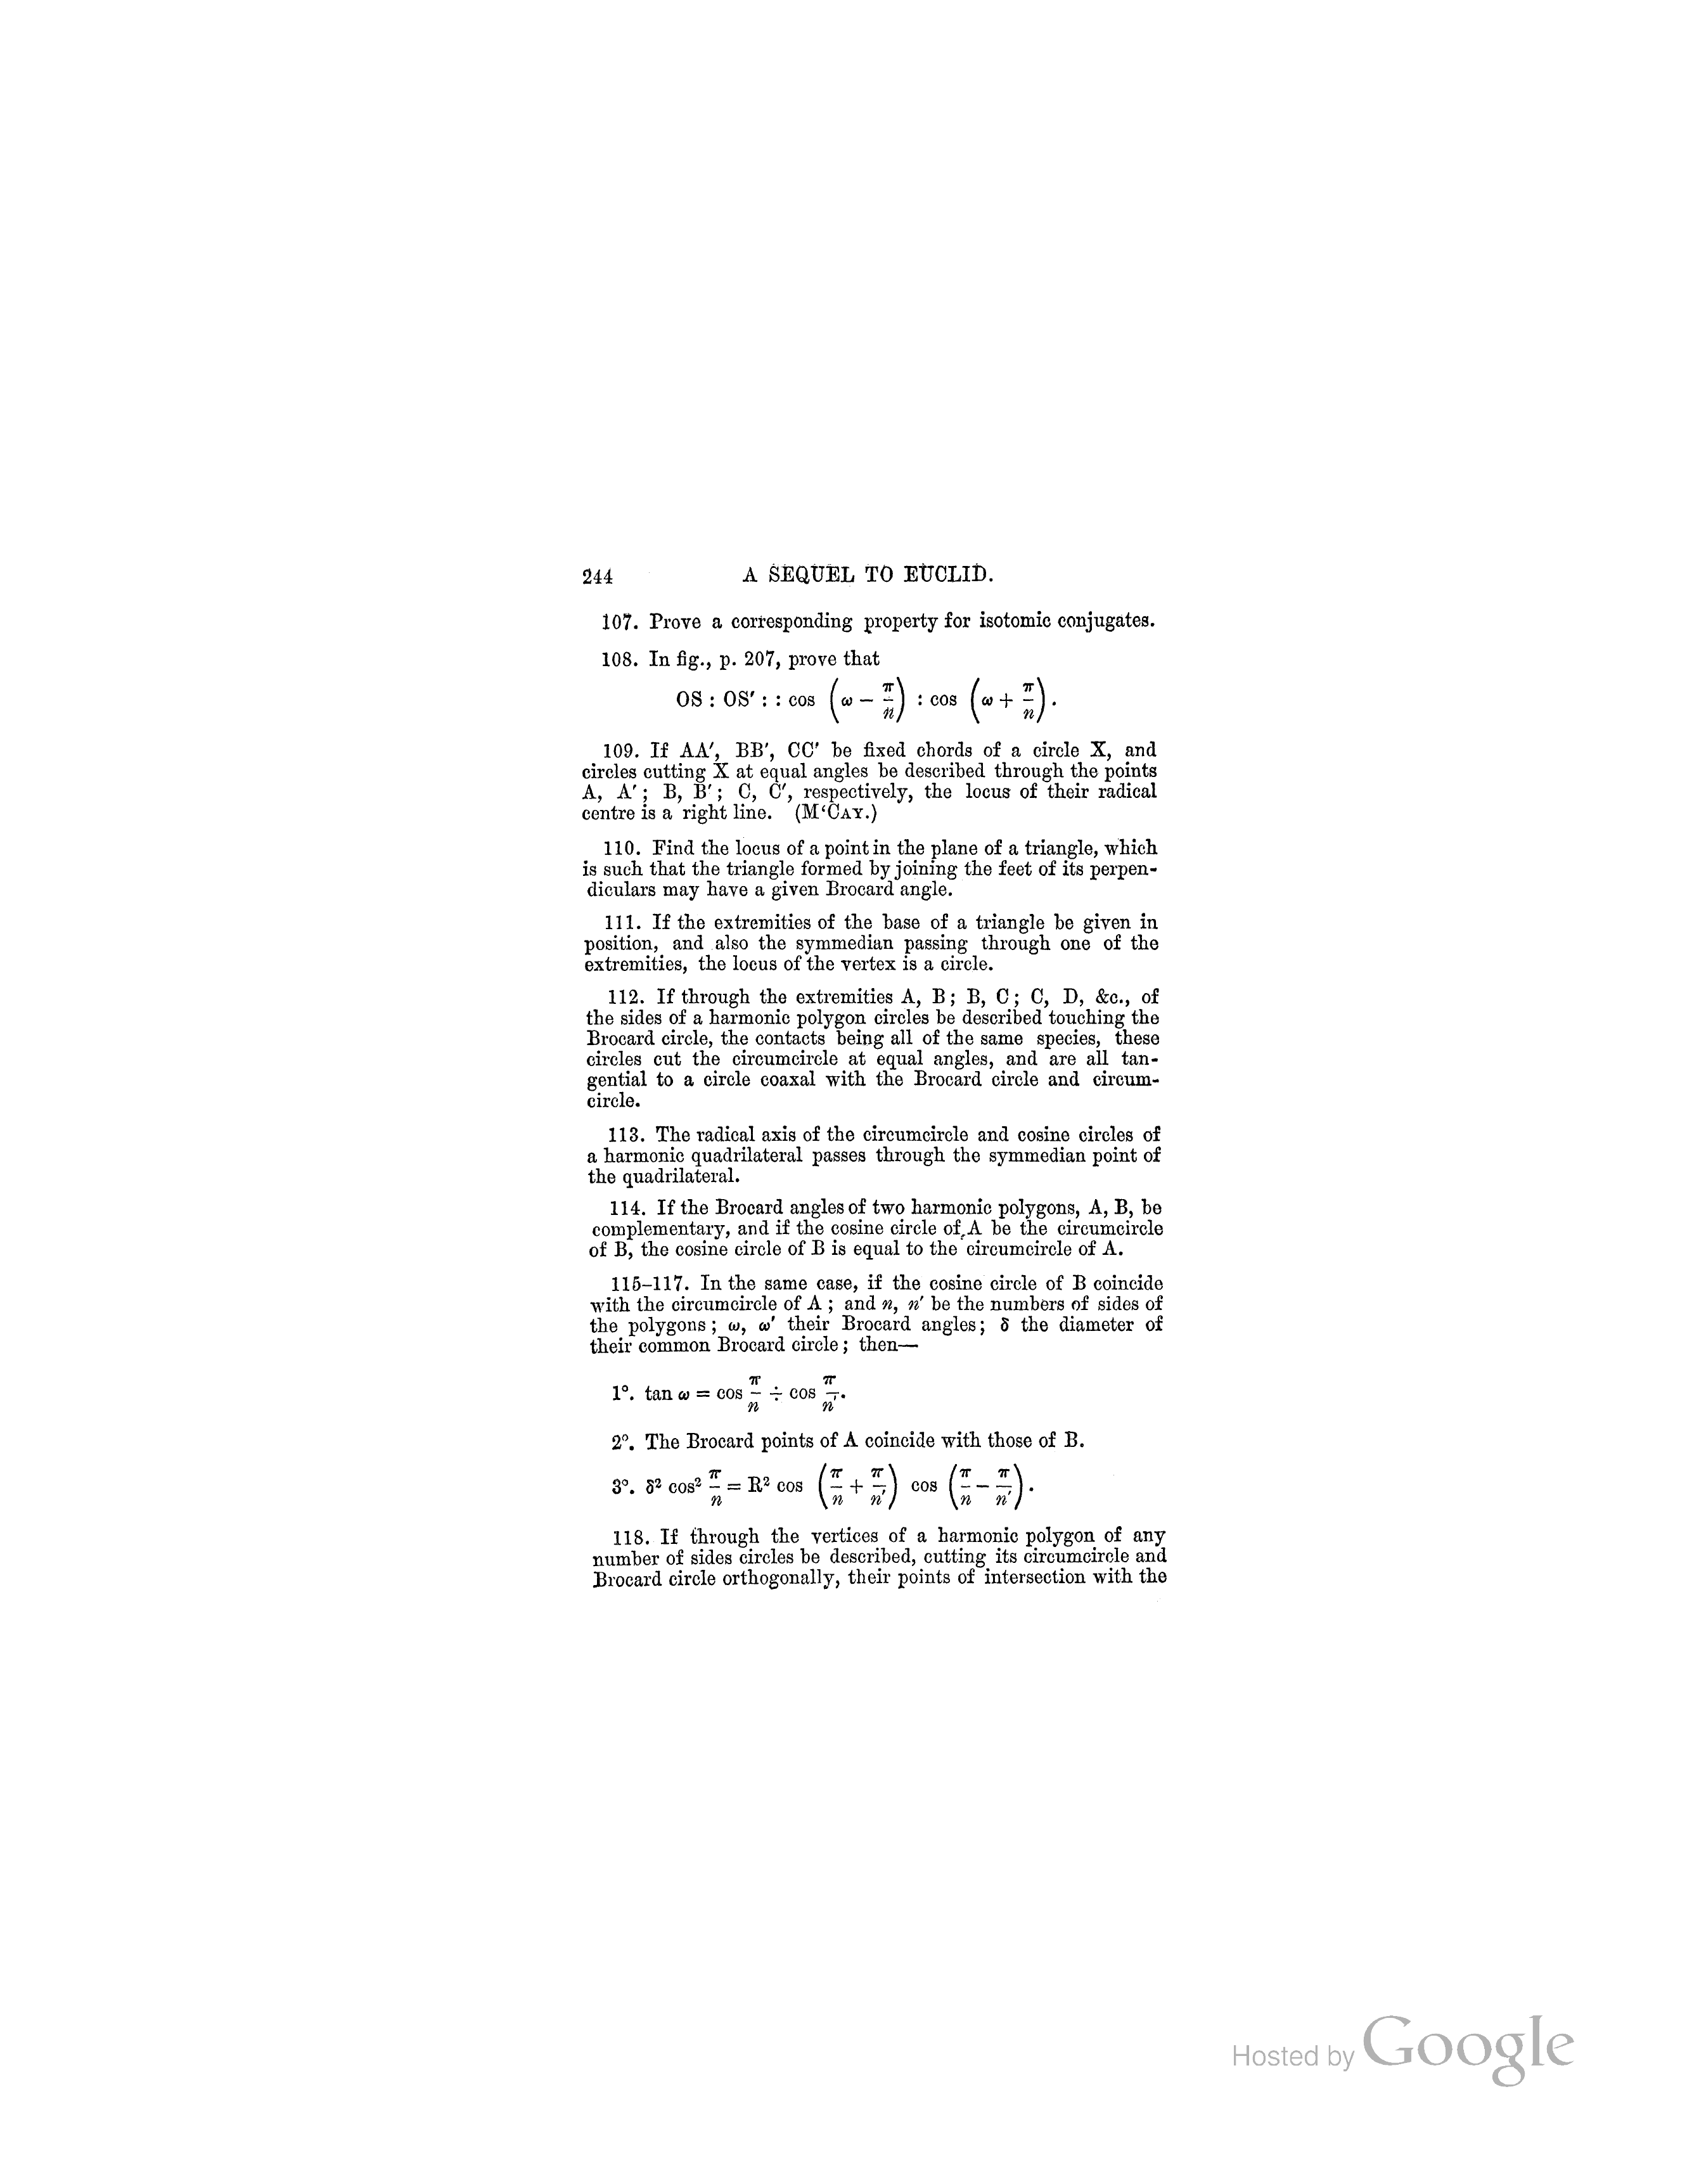 244 A SEQUEL TO EUCLID.
107. Prove a corresponding property for isotomic conjugates.
108. In fig., p. 207, prove that
OS : OS′ : : cos (ω − π/n) : cos (ω + π/n).
109. If AA′, BB′, CC′ be fixed chords of a circle X, and
circles cutting X at equal angles be described through the points
A, A′; B, B′; C, C′, respectively, the locus of their radical
centre is a right line. (M‘CAY.)
110. Find the locus of a point in the plane of a triangle, which
is such that the triangle formed by joining the feet of its perpen-
diculars may have a given Brocard angle.
111. If the extremities of the base of a triangle be given in
position, and also the symmedian passing through one of the
extremities, the locus of the vertex is a circle.
112. If through the extremities A, B; B, C; C, D, &c., of
the sides of a harmonic polygon circles be described touching the
Brocard circle, the contacts being all of the same species, these
circles cut the circumcircle at equal angles, and are all tan-
gential to a circle coaxal with the Brocard circle and circum-
circle.
113. The radical axis of the circumcircle and cosine circles of
a harmonic quadrilateral passes through the symmedian point of
the quadrilateral.
114. If the Brocard angles of two harmonic polygons, A, B, be
complementary, and if the cosine circle of A be the circumcircle
of B, the cosine circle of B is equal to the circumcircle of A.
115–117. In the same case, if the cosine circle of B coincide
with the circumcircle of A ; and n, n′ be the numbers of sides of
the polygons ; ω, ω′ their Brocard angles; δ the diameter of
their common Brocard circle ; then—
1°. tan ω = cos π/n ÷ cos π/n′.
2°. The Brocard points of A coincide with those of B.
3°. δ² cos² π/n = R² cos (π/n + π/n′) cos (π/n − π/n′).
118. If through the vertices of a harmonic polygon of any
number of sides circles be described, cutting its circumcircle and
Brocard circle orthogonally, their points of intersection with the
Hosted by Google